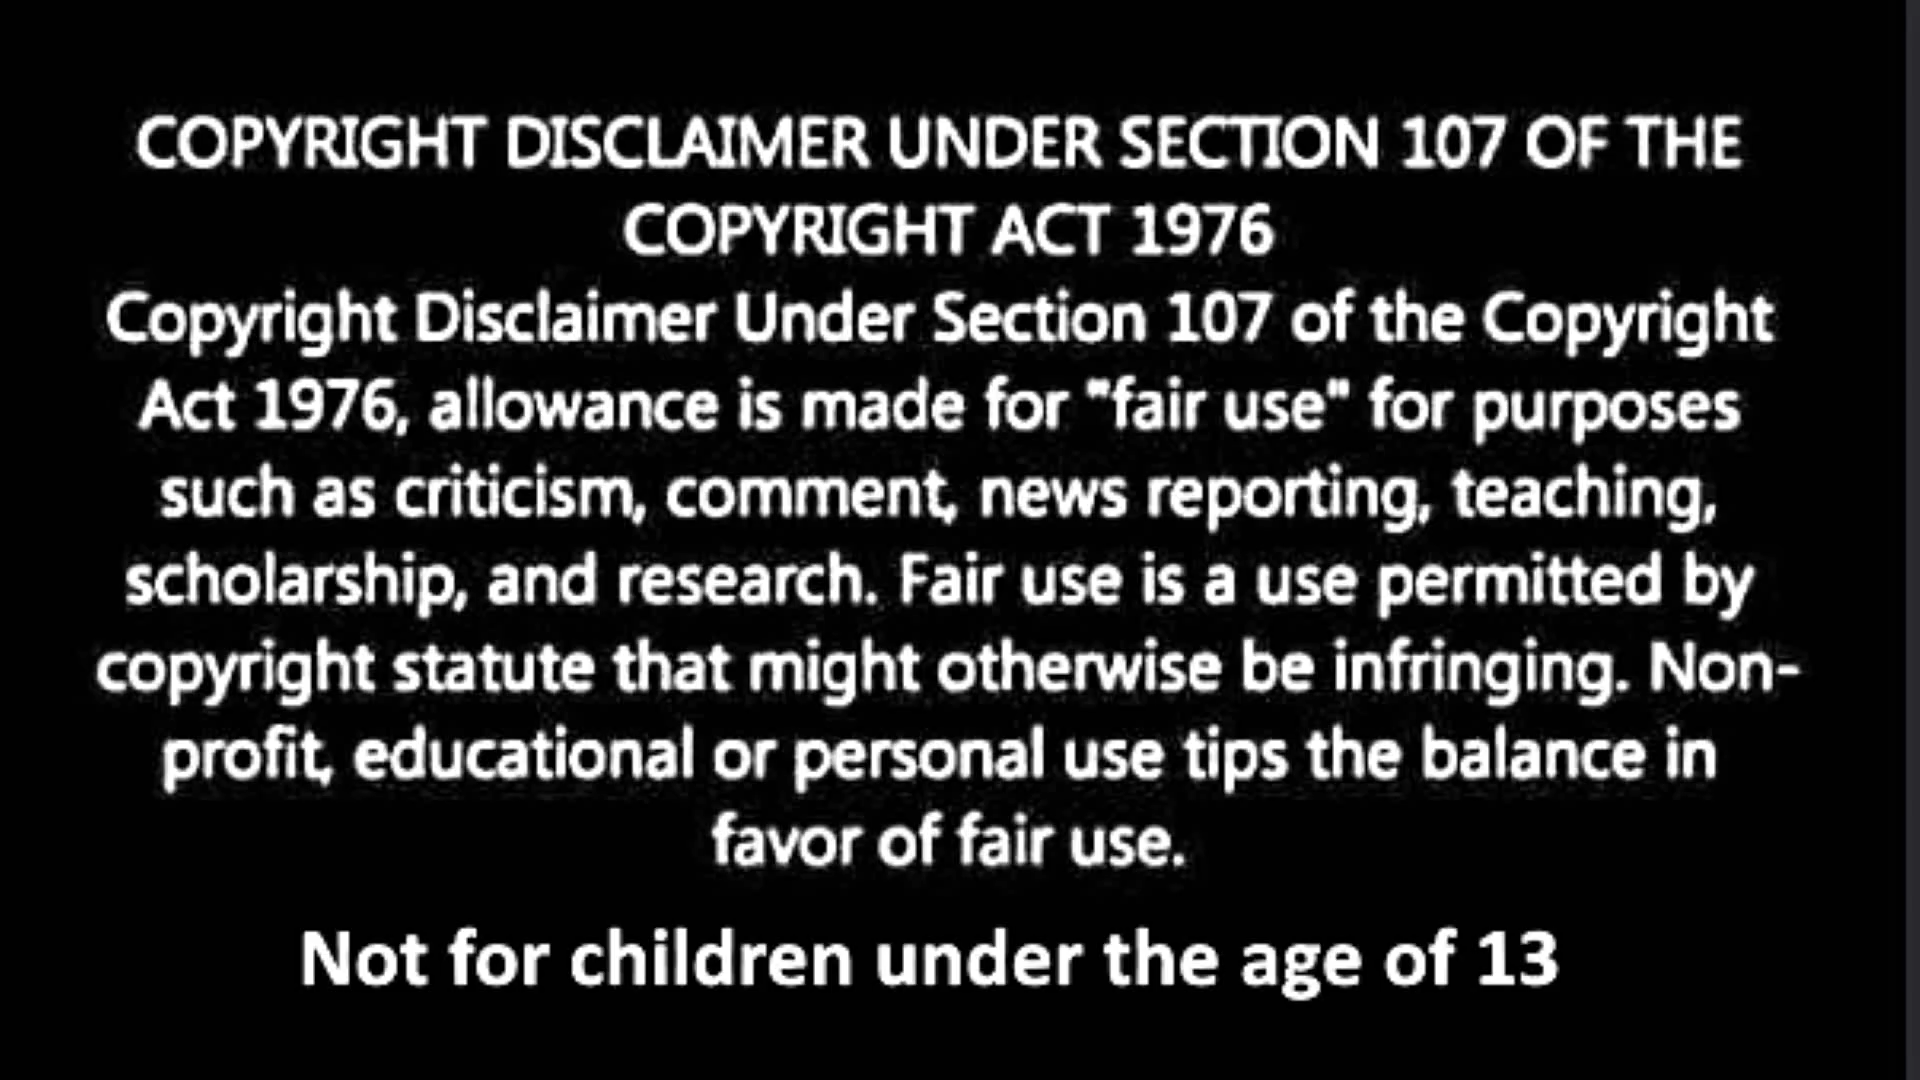 COPYRIGHT DISCLAIMER UNDER SECTION 107 OF THE
COPYRIGHT ACT 1976
Copyright Disclaimer Under Section 107 of the Copyright
Act 1976, allowance is made for "fair use" for purposes
such as criticism, comment, news reporting, teaching,
scholarship, and research. Fair use is a use permitted by
copyright statute that might otherwise be infringing. Non-
profit, educational or personal use tips the balance in
favor of fair use.
Not for children under the age of 13